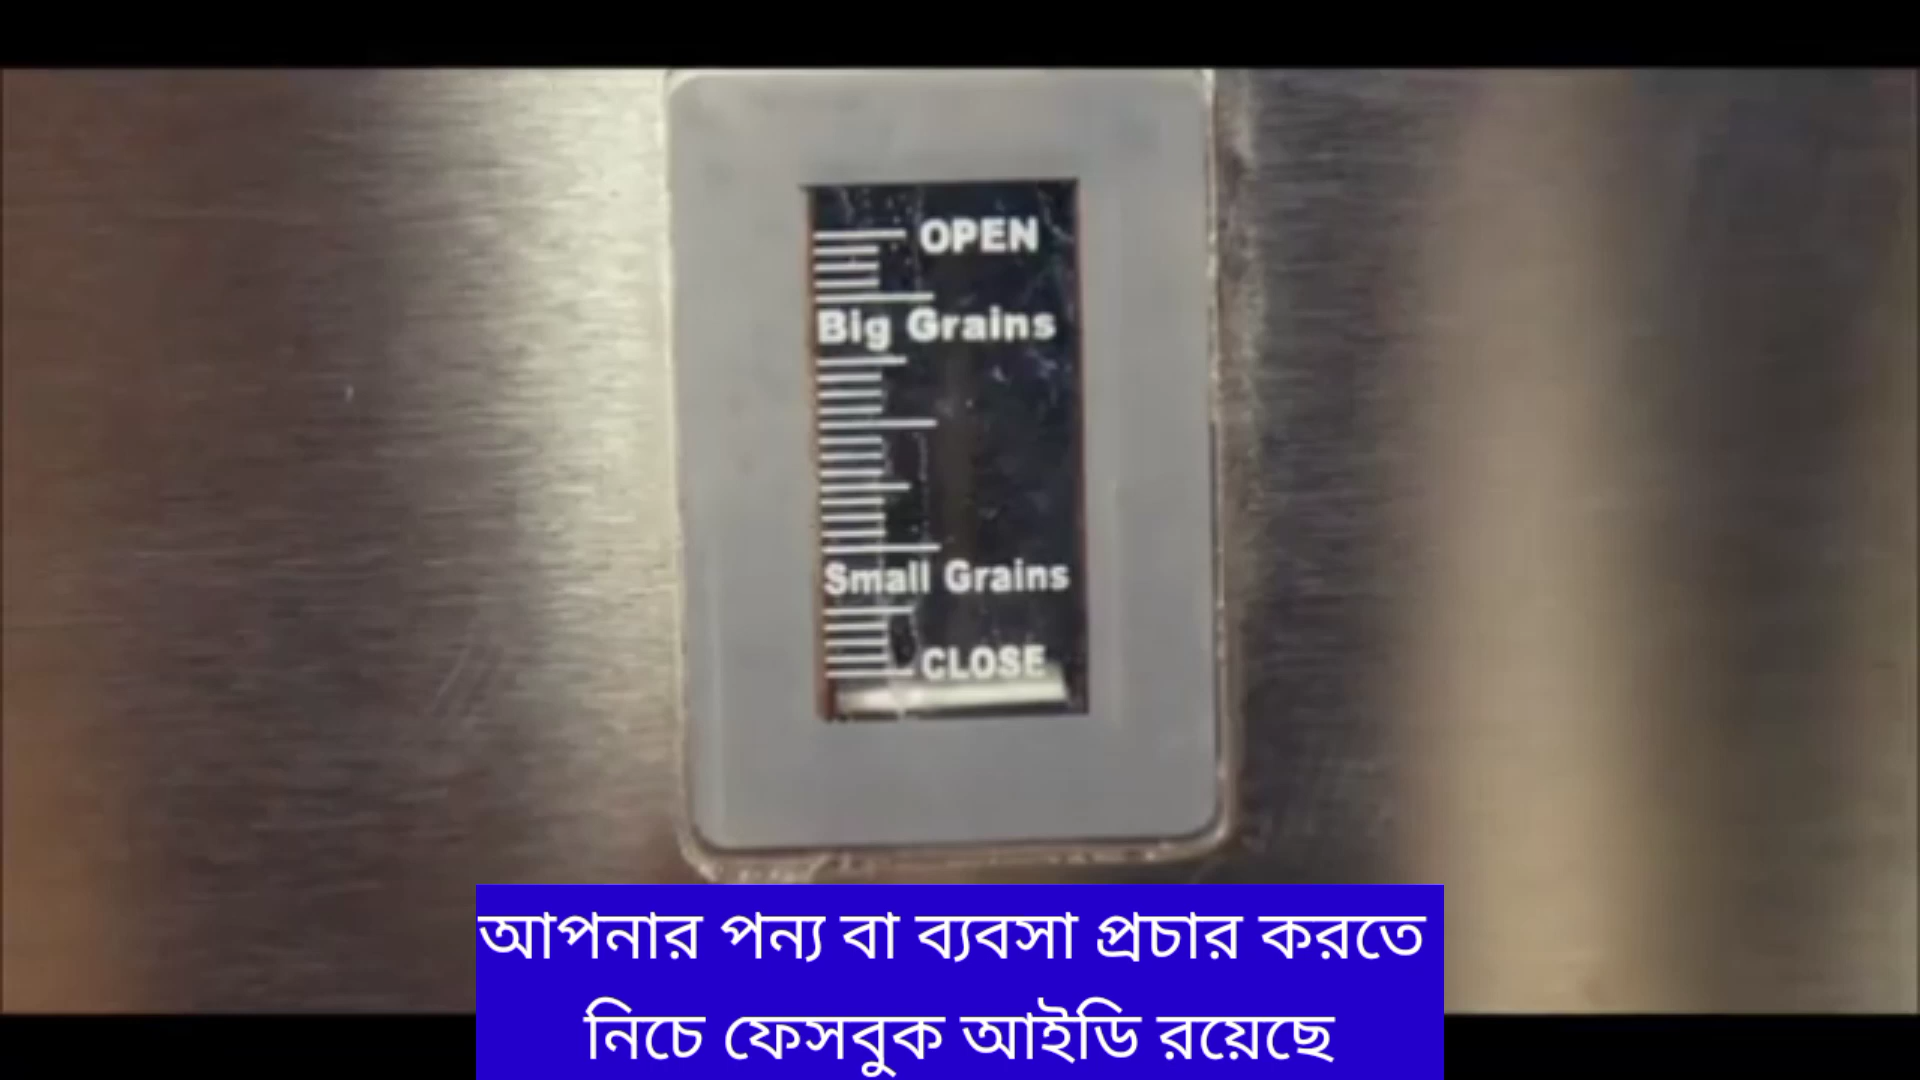 OPEN
Big Grains
Small Grains
CLOSE
আপনার পন্য বা ব্যবসা প্রচার করতে
নিচে ফেসবুক আইডি রয়েছে